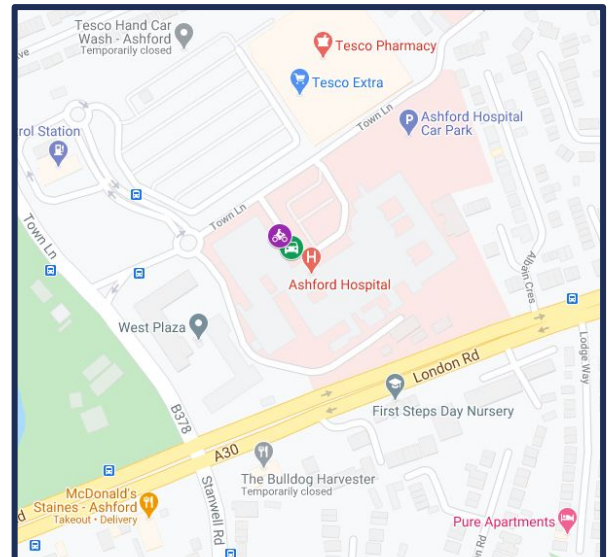 Tesco Hand Car
Wash - Ashford
Temporarily closed
Tesco Pharmacy
Tesco Extra
Ashford Hospital
Car Park
P
rol Station
Town Ln
Town Ln
Town Ln
H
Ashford Hospital
Albain Cres
West Plaza
London Rd
Lodge Way
First Steps Day Nursery
B378
A30
The Bulldog Harvester
Temporarily closed
Stanwell Rd
McDonald's
Staines - Ashford
Takeout • Delivery
d
Pure Apartments
n Rd